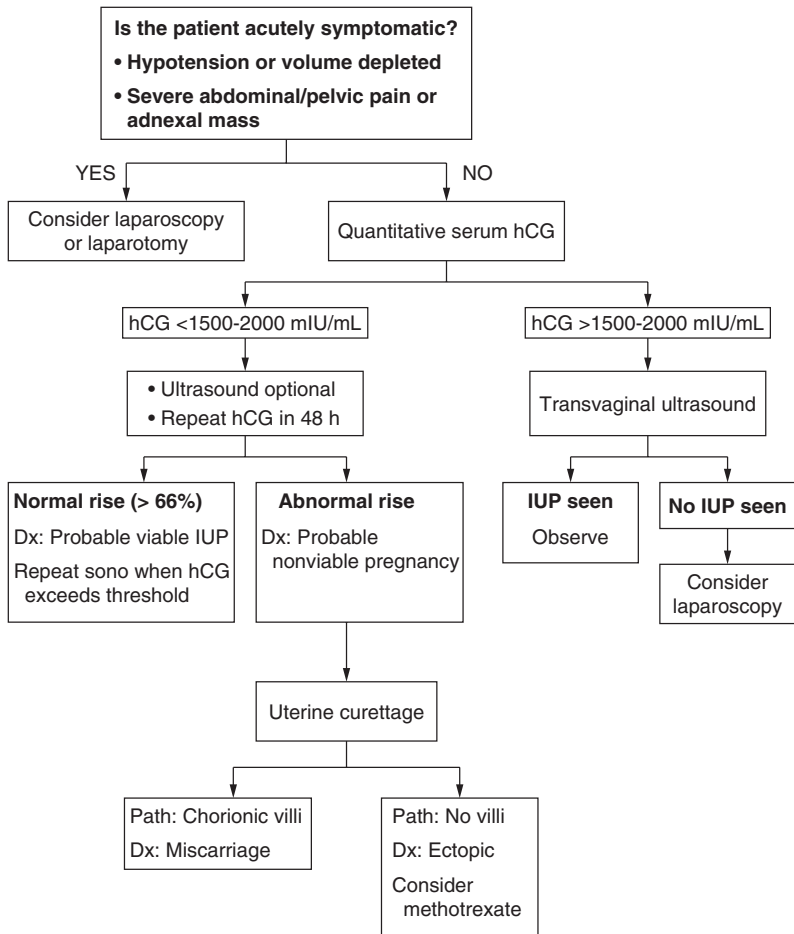 Is the patient acutely symptomatic?
• Hypotension or volume depleted
• Severe abdominal/pelvic pain or
adnexal mass
YES
NO
Consider laparoscopy
or laparotomy
Quantitative serum hCG
hCG <1500-2000 mIU/mL
hCG >1500-2000 mIU/mL
• Ultrasound optional
• Repeat hCG in 48 h
Transvaginal ultrasound
Normal rise (> 66%)
Dx: Probable viable IUP
Repeat sono when hCG
exceeds threshold
Abnormal rise
Dx: Probable
nonviable pregnancy
IUP seen
Observe
No IUP seen
Consider
laparoscopy
Uterine curettage
Path: Chorionic villi
Dx: Miscarriage
Path: No villi
Dx: Ectopic
Consider
methotrexate